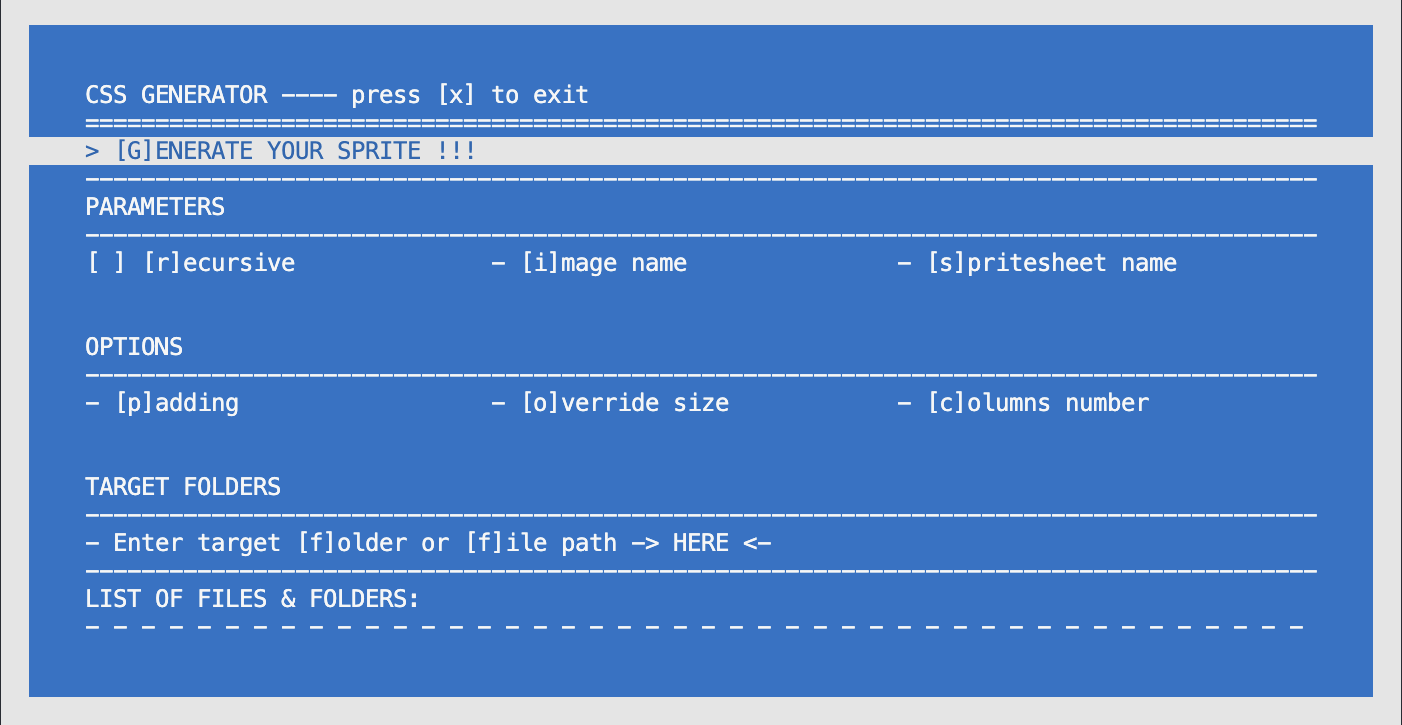 CSS GENERATOR ---- press [x] to exit
========================================================================================
> [G]ENERATE YOUR SPRITE !!!
----------------------------------------------------------------------------------------
PARAMETERS
----------------------------------------------------------------------------------------
[ ] [r]ecursive - [i]mage name - [s]pritesheet name
OPTIONS
----------------------------------------------------------------------------------------
- [p]adding - [o]verride size - [c]olumns number
TARGET FOLDERS
----------------------------------------------------------------------------------------
- Enter target [f]older or [f]ile path -> HERE <-
----------------------------------------------------------------------------------------
LIST OF FILES & FOLDERS:
- - - - - - - - - - - - - - - - - - - - - - - - - - - - - - - - - - - - - - - - - - - -